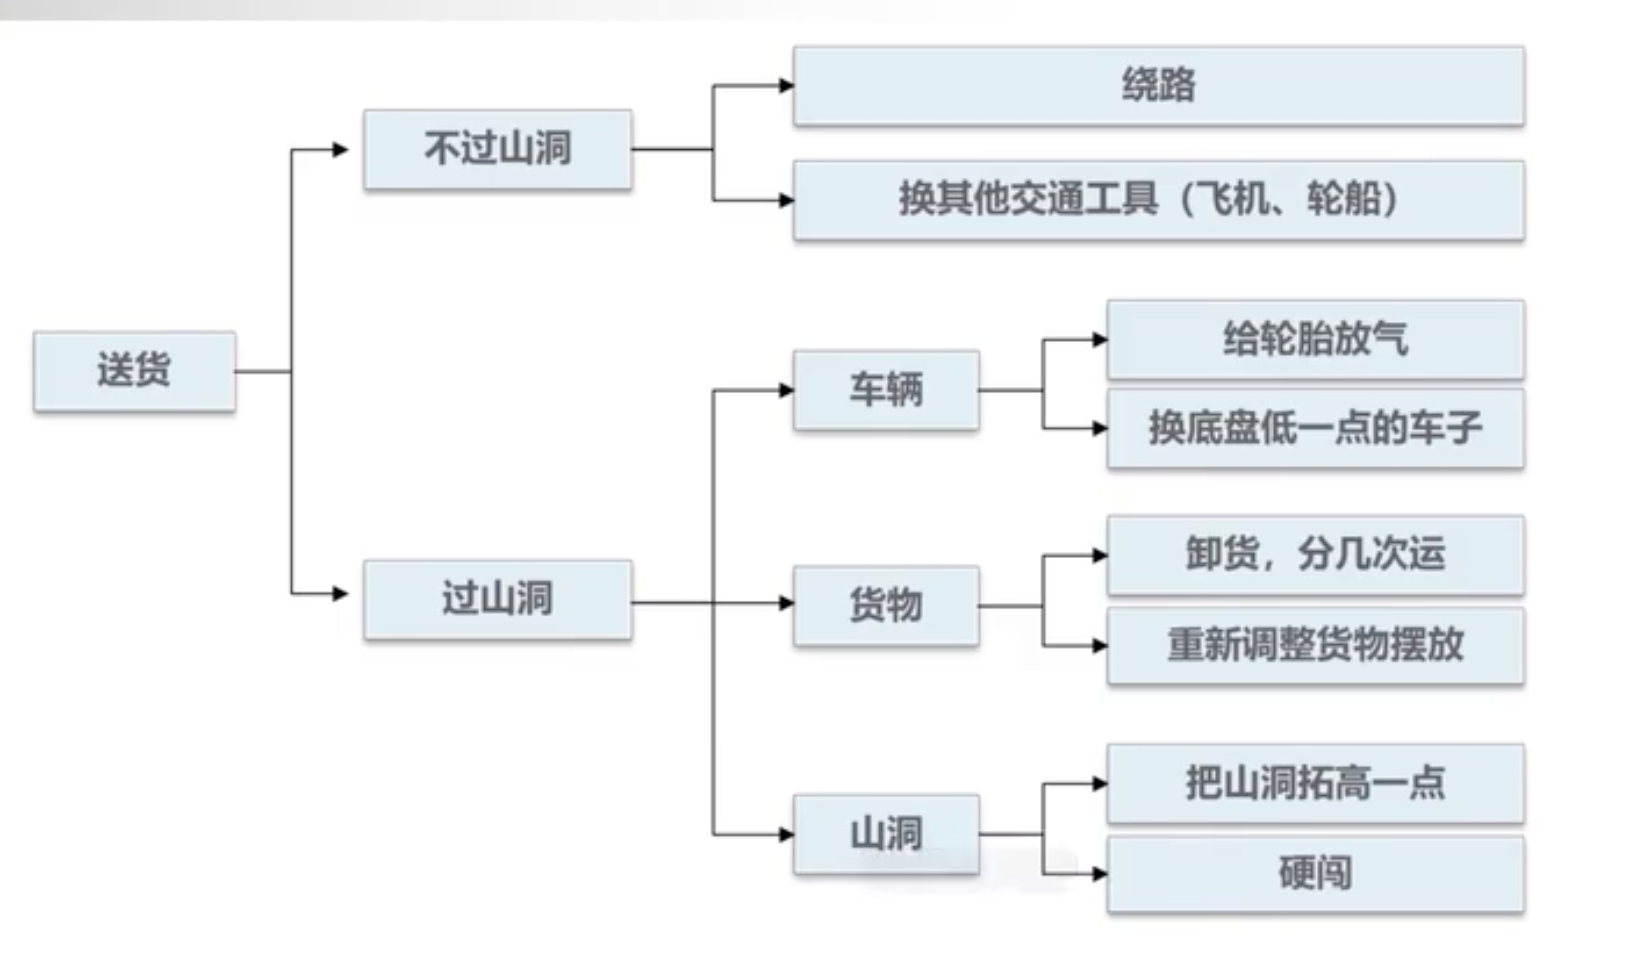 送货
不过山洞
绕路
换其他交通工具（飞机、轮船）
过山洞
车辆
给轮胎放气
换底盘低一点的车子
货物
卸货，分几次运
重新调整货物摆放
山洞
把山洞拓高一点
硬闯